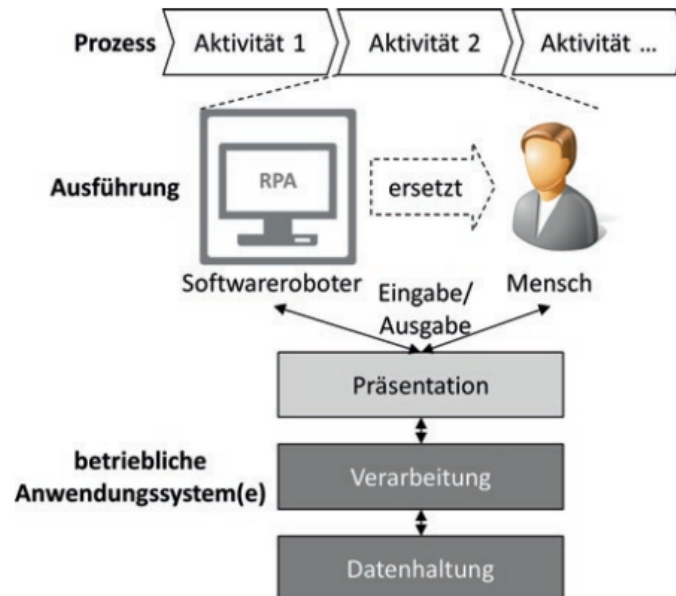 Prozess Aktivität 1 Aktivität 2 Aktivität ...
RPA
Ausführung
ersetzt
Softwareroboter
Mensch
Eingabe/
Ausgabe
Präsentation
betriebliche
Anwendungssystem(e)
Verarbeitung
Datenhaltung